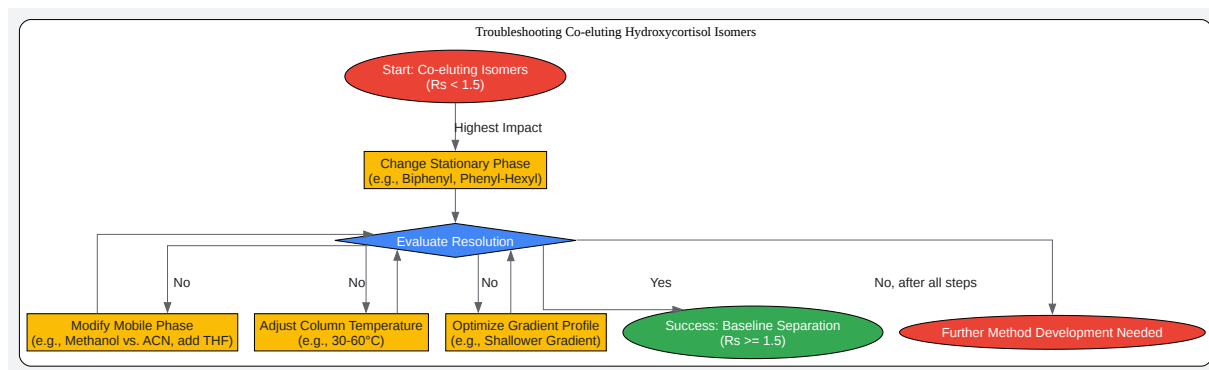 Troubleshooting Co-eluting Hydroxycortisol Isomers
Start: Co-eluting Isomers
(Rs < 1.5)
Highest Impact
Change Stationary Phase
(e.g., Biphenyl, Phenyl-Hexyl)
Evaluate Resolution
No
No
No
Yes
No, after all steps
Modify Mobile Phase
(e.g., Methanol vs. ACN, add THF)
Adjust Column Temperature
(e.g., 30-60°C)
Optimize Gradient Profile
(e.g., Shallower Gradient)
Success: Baseline Separation
(Rs >= 1.5)
Further Method Development Needed